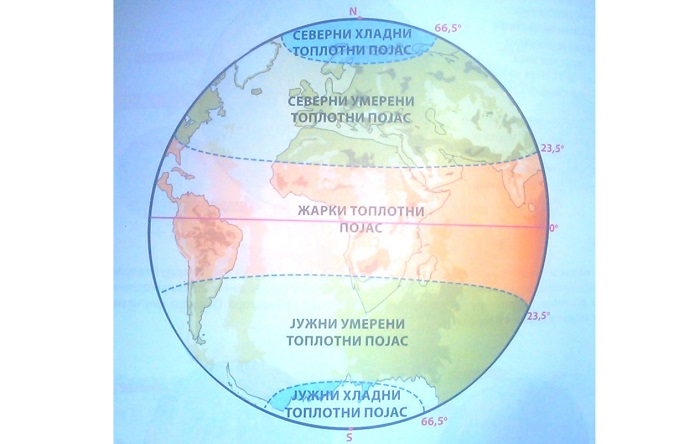 N
СЕВЕРНИ ХЛАДНИ
ТОПЛОТНИ ПОЈАС
66,5°
СЕВЕРНИ УМЕРЕНИ
ТОПЛОТНИ ПОЈАС
23,5°
ЖАРКИ ТОПЛОТНИ
ПОЈАС
0°
23,5°
ЈУЖНИ УМЕРЕНИ
ТОПЛОТНИ ПОЈАС
ЈУЖНИ ХЛАДНИ
ТОПЛОТНИ ПОЈАС
66,5°
S